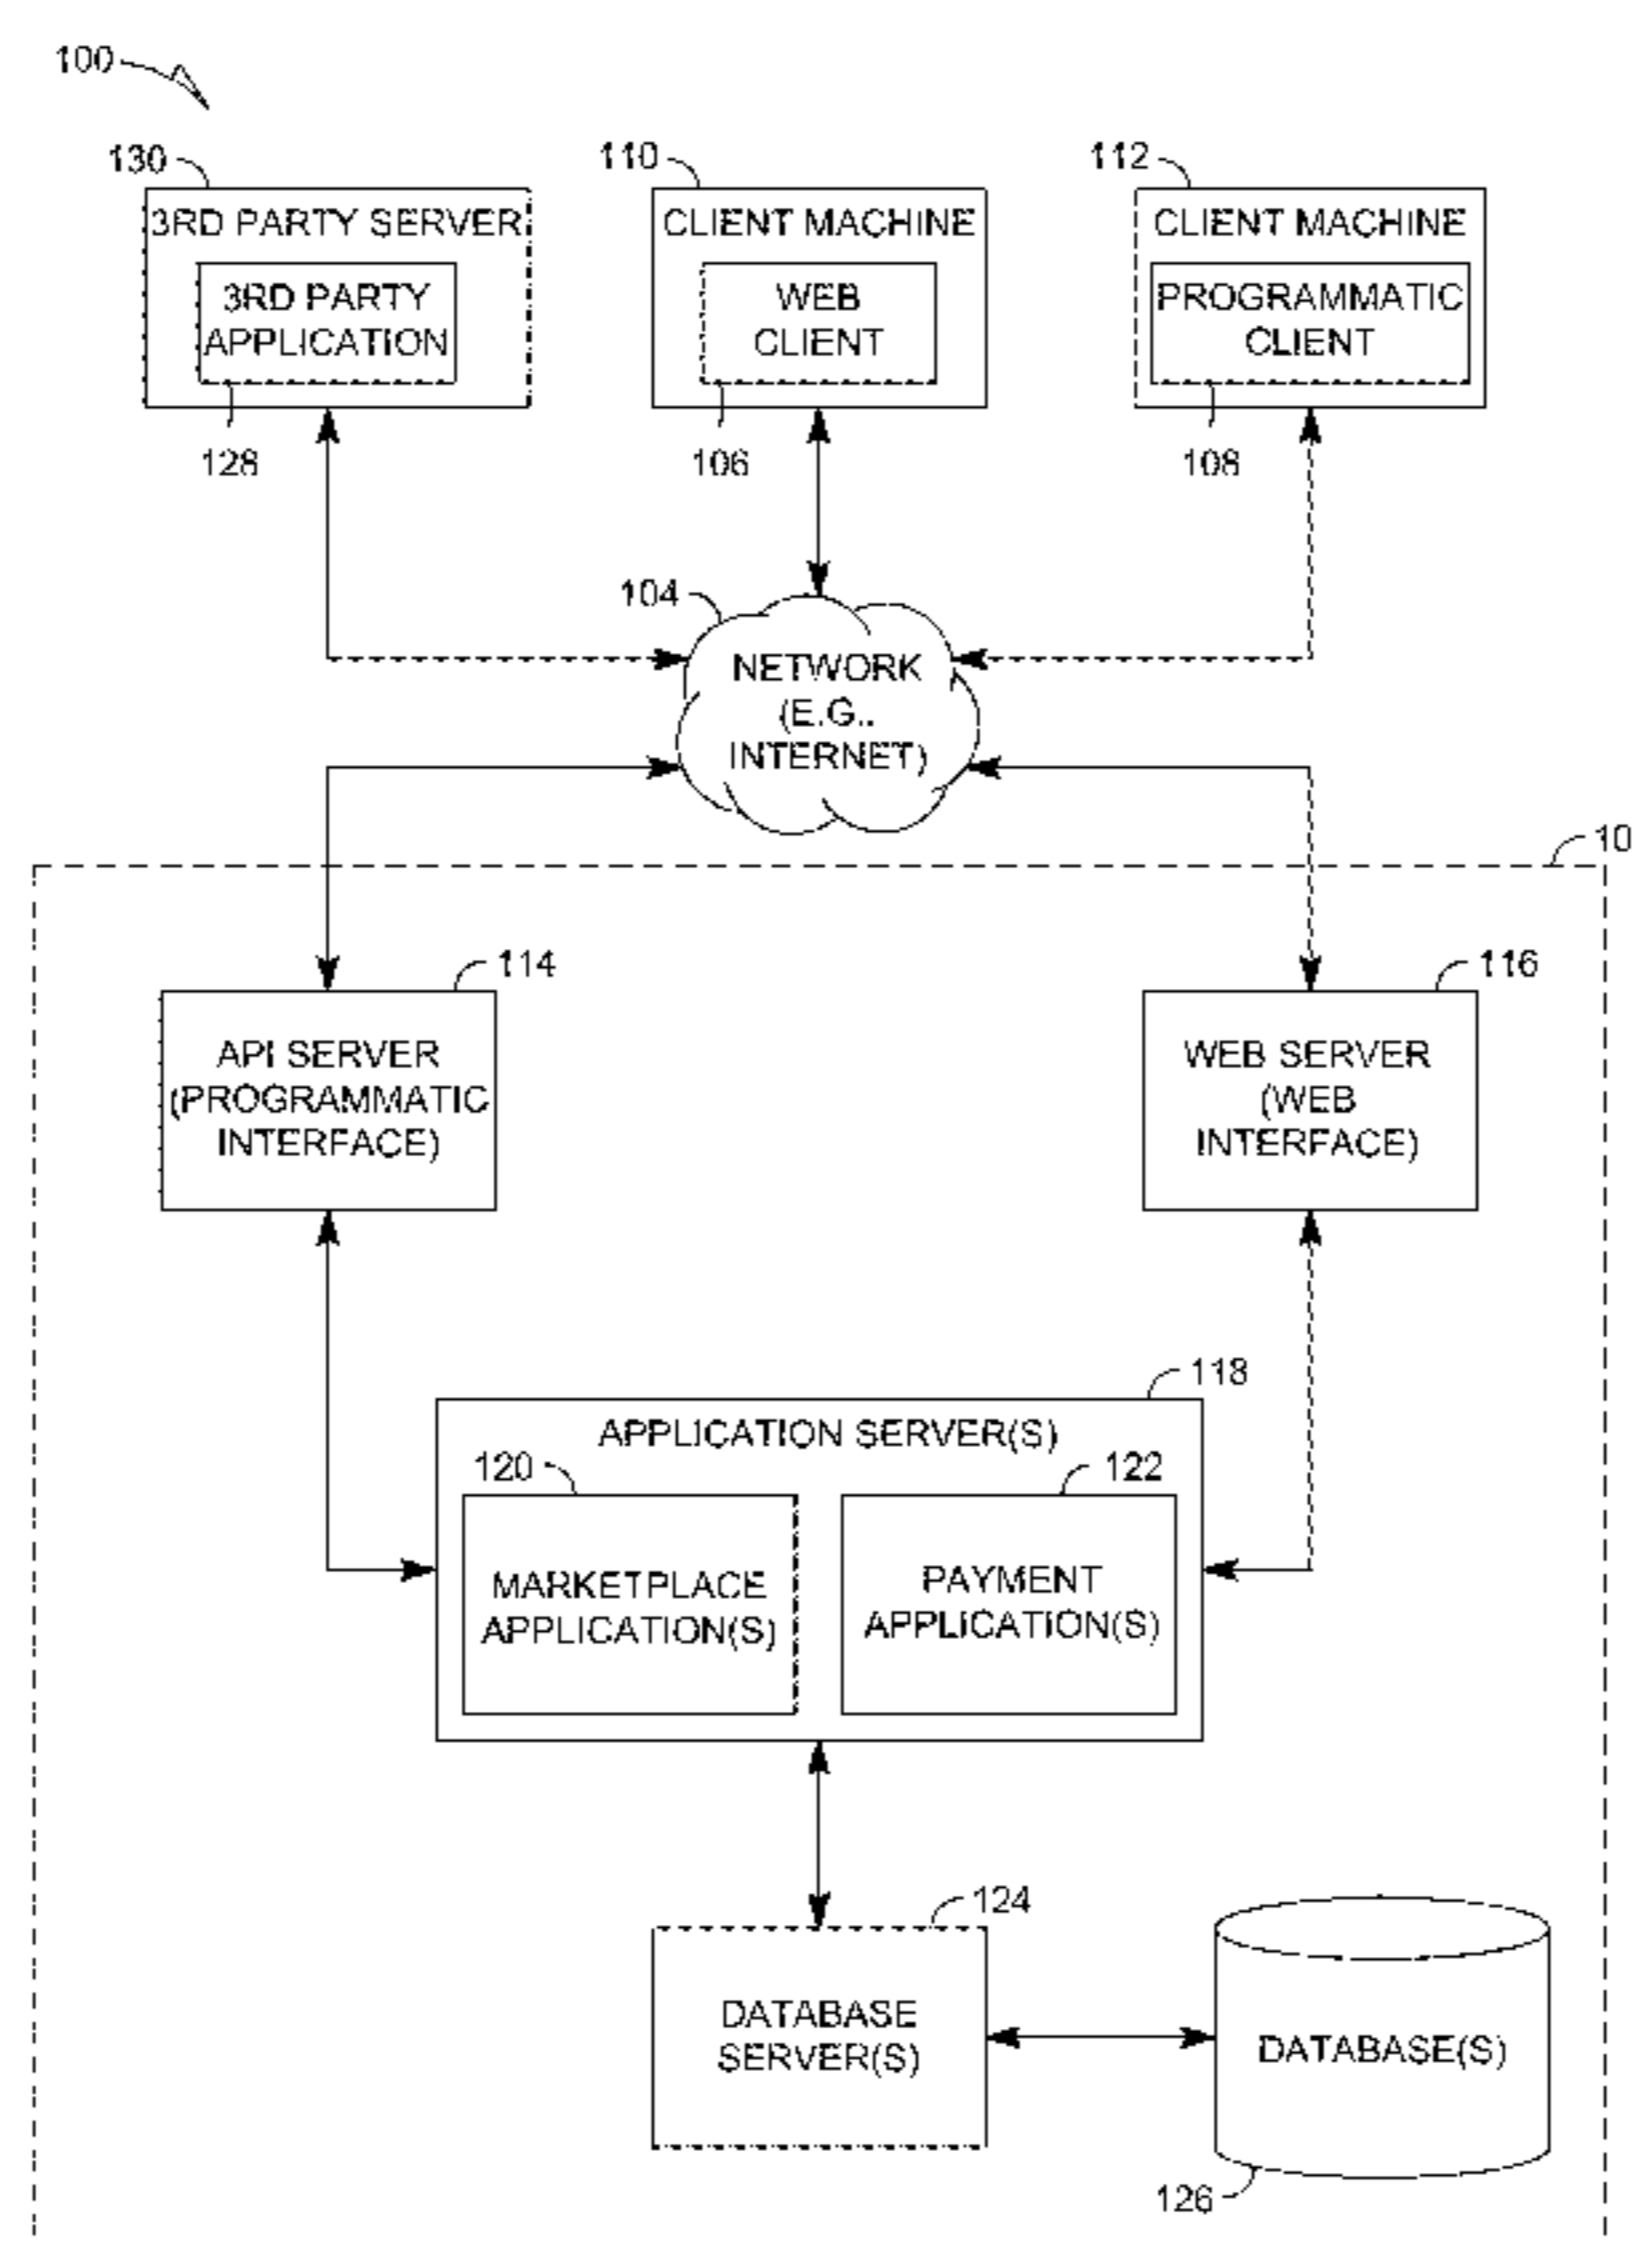 100
130
110
112
3RD PARTY SERVER
CLIENT MACHINE
CLIENT MACHINE
3RD PARTY
APPLICATION
WEB
CLIENT
PROGRAMMATIC
CLIENT
128
106
108
104
NETWORK
(E.G..
INTERNET)
10
114
116
API SERVER
(PROGRAMMATIC
INTERFACE)
WEB SERVER
(WEB
INTERFACE)
118
APPLICATION SERVER(S)
120
122
MARKETPLACE
APPLICATION(S)
PAYMENT
APPLICATION(S)
124
DATABASE
SERVER(S)
DATABASE(S)
126